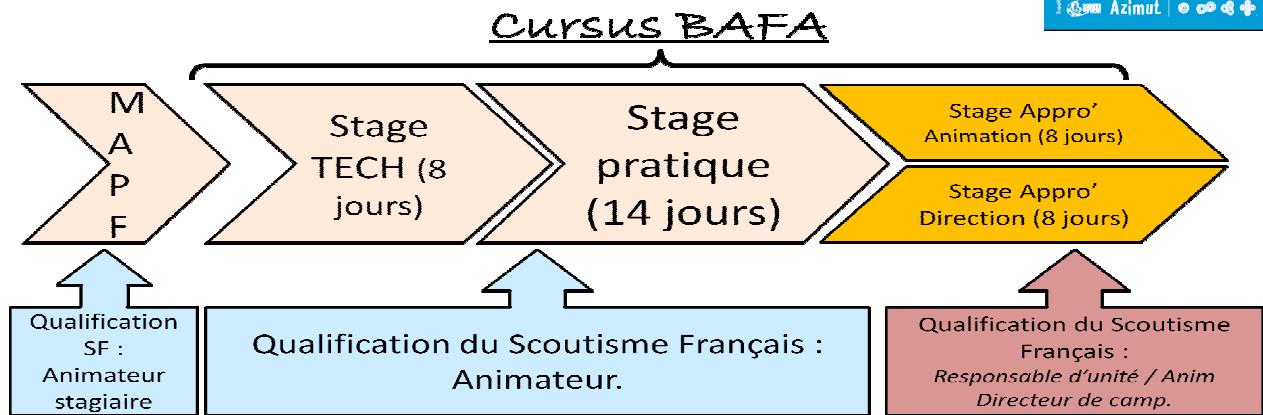 Azimut
Cursus BAFA
M
A
P
F
Stage
TECH (8
jours)
Stage
pratique
(14 jours)
Stage Appro’
Animation (8 jours)
Stage Appro’
Direction (8 jours)
Qualification
SF :
Animateur
stagiaire
Qualification du Scoutisme Français :
Animateur.
Qualification du Scoutisme
Français :
Responsable d’unité / Anim
Directeur de camp.